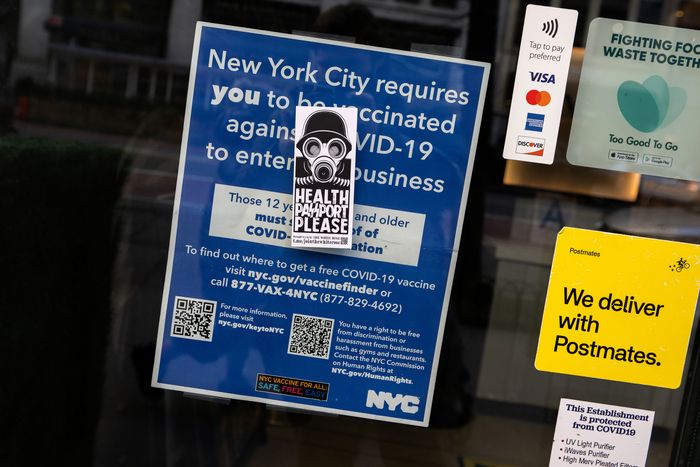 New York City requires
you to be vaccinated
against COVID-19
to enter business
Those 12 and older
must of of
COVID-
To find out where to get a free COVID-19 vaccine
visit nyc.gov/vaccinefinder or
call 877-VAX-4NYC (877-829-4692)
For more information,
please visit
nyc.gov/keytoNYC
You have a right to be free
from discrimination or
harassment from businesses
such as gyms and restaurants.
Contact the NYC Commission
on Human Rights at
NYC.gov/HumanRights.
NYC VACCINE FOR ALL:
SAFE, FREE, EASY
NYC
HEALTH
PASSPORT
PLEASE
Tap to pay
preferred
VISA
DISCOVER
FIGHTING FOO
WASTE TOGETH
Too Good To Go
App Store
Google Play
Postmates
We deliver
with
Postmates.
This Establishment
is protected
from COVID19
• UV Light Purifier
• iWaves Purifier
• High Merv Pleated